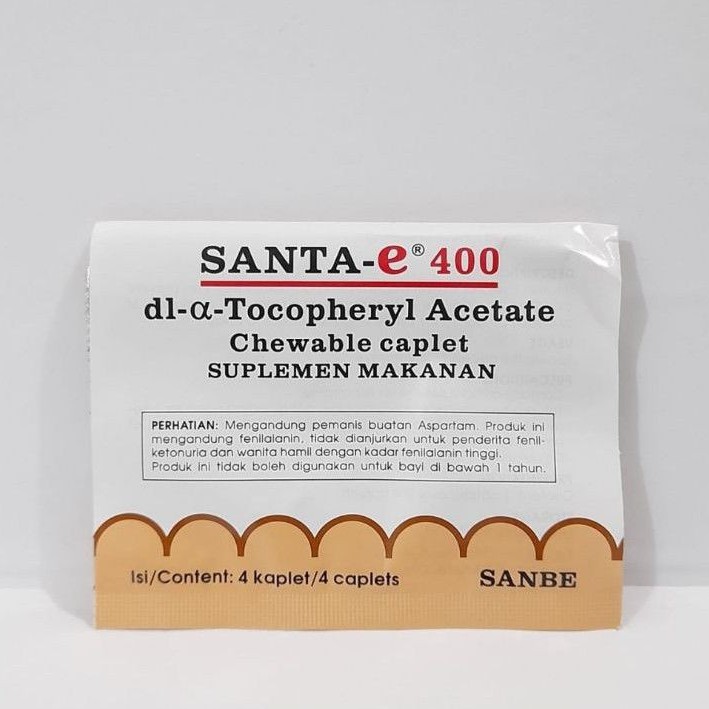 SANTA-e® 400
dl-α-Tocopheryl Acetate
Chewable caplet
SUPLEMEN MAKANAN
PERHATIAN: Mengandung pemanis buatan Aspartam. Produk ini
mengandung fenilalanin, tidak dianjurkan untuk penderita fenil-
ketonuria dan wanita hamil dengan kadar fenilalanin tinggi.
Produk ini tidak boleh digunakan untuk bayi di bawah 1 tahun.
Isi/Content: 4 kaplet/4 caplets
SANBE